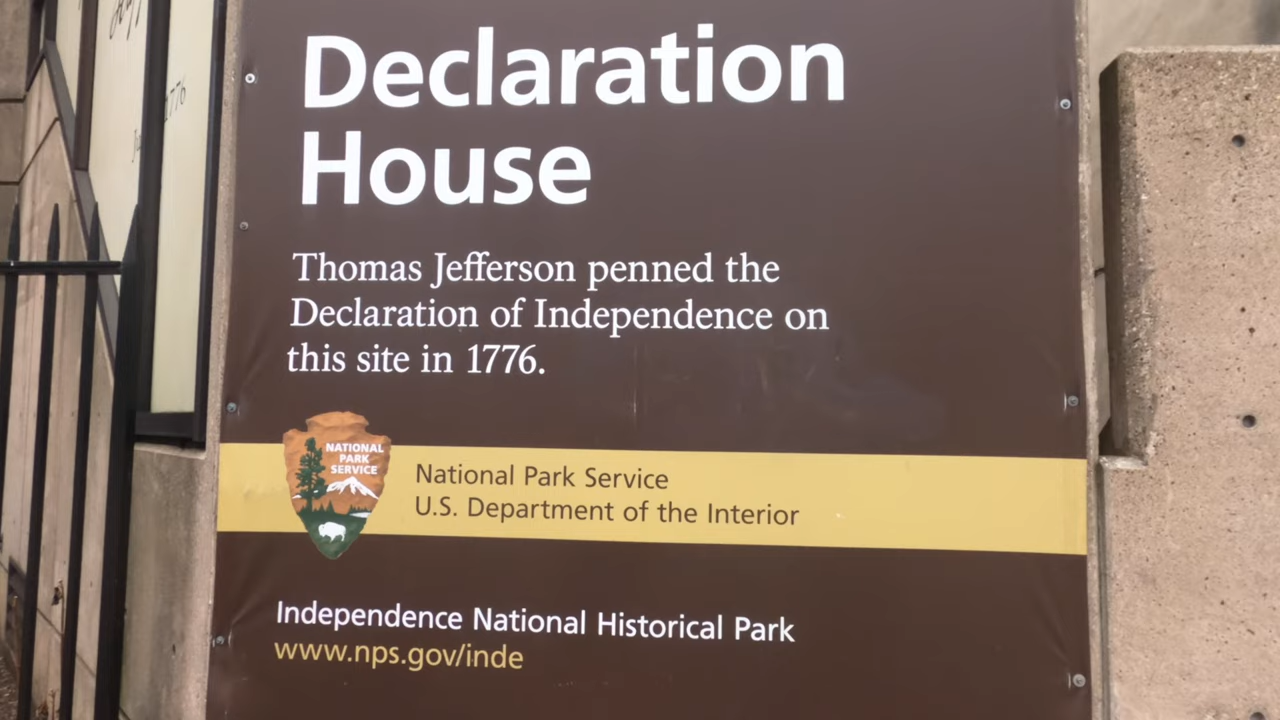 1776
Declaration
House
Thomas Jefferson penned the
Declaration of Independence on
this site in 1776.
NATIONAL
PARK
SERVICE
National Park Service
U.S. Department of the Interior
Independence National Historical Park
www.nps.gov/inde